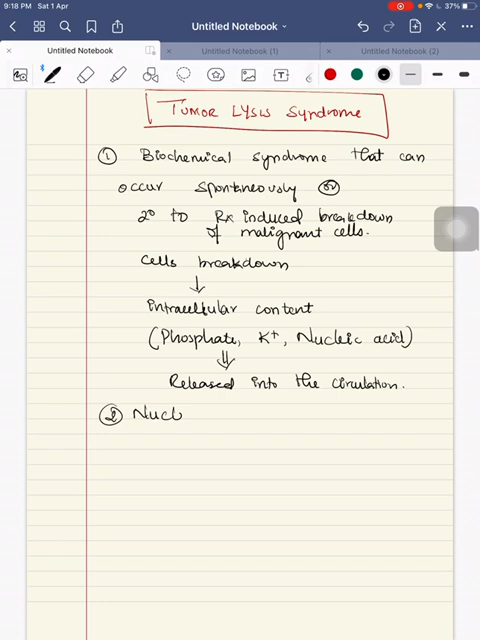 9:18 PM Sat 1 Apr 37%
Untitled Notebook
Untitled Notebook Untitled Notebook (1) Untitled Notebook (2)
TUMOR LYSIS Syndrome
① Biochemical syndrome that can
occur spontaneously or
2° to Rx induced breakdown
of malignant cells.
Cells breakdown
↓
intracellular content
(Phosphate, K+, Nucleic acid)
⇓
Released into the circulation.
② Nucl